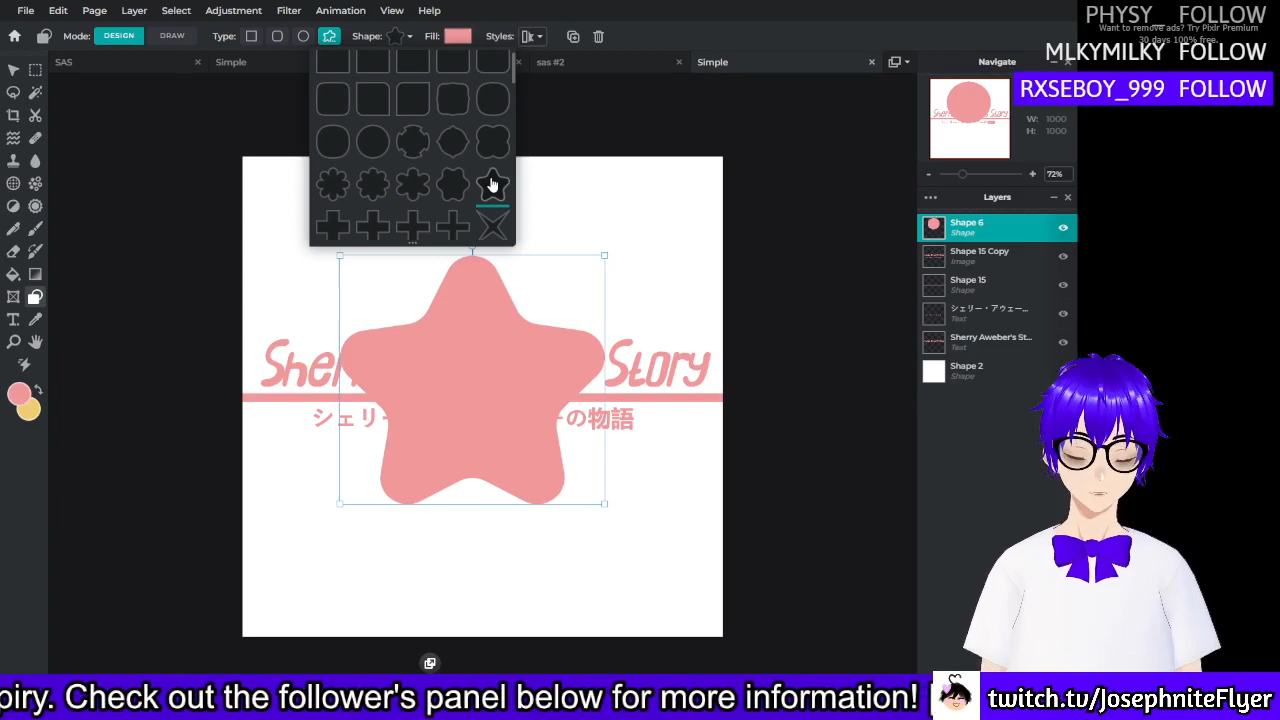 File Edit Page Layer Select Adjustment Filter Animation View Help
Mode: DESIGN DRAW Type: Shape: Fill: Styles:
SAS Simple sas #2 Simple
PHYSY_ FOLLOW
Want to remove ads? Try Pixlr Premium
30 days 100% free.
MLKYMILKY FOLLOW
RXSEBOY_999 FOLLOW
Navigate
W: 1000
H: 1000
72%
Layers
Shape 6
Shape
Shape 15 Copy
Image
Shape 15
Shape
シェリー・アウェー...
Text
Sherry Aweber's St...
Text
Shape 2
Shape
Sher Story
シェリー の物語
piry. Check out the follower's panel below for more information!
twitch.tv/JosephniteFlyer